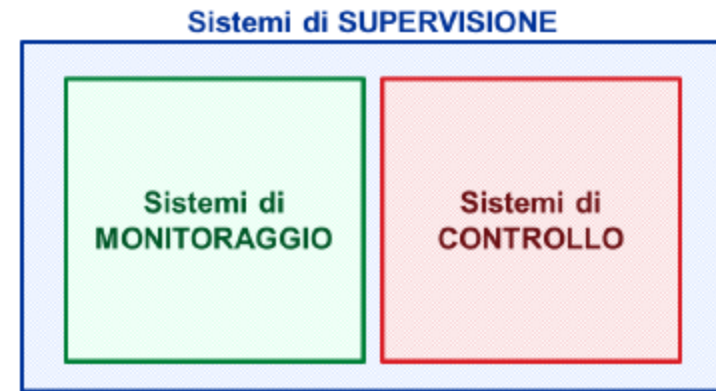 Sistemi di SUPERVISIONE
Sistemi di
MONITORAGGIO
Sistemi di
CONTROLLO